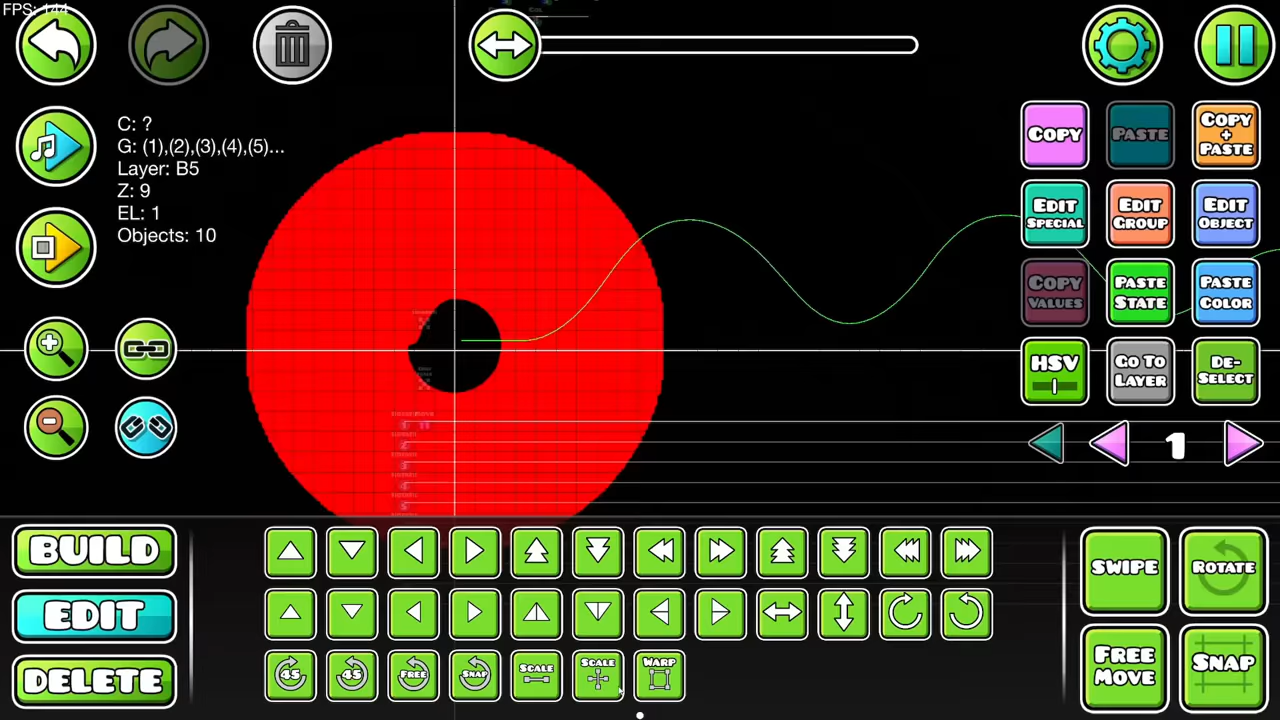 FPS: 144
C: ?
G: (1),(2),(3),(4),(5)...
Layer: B5
Z: 9
EL: 1
Objects: 10
COPY
PASTE
COPY
+
PASTE
EDIT
SPECIAL
EDIT
GROUP
EDIT
OBJECT
COPY
VALUES
PASTE
STATE
PASTE
COLOR
HSV
GO TO
LAYER
DE-
SELECT
1
BUILD
EDIT
DELETE
45
45
FREE
SNAP
SCALE
SCALE
WARP
SWIPE
ROTATE
FREE
MOVE
SNAP